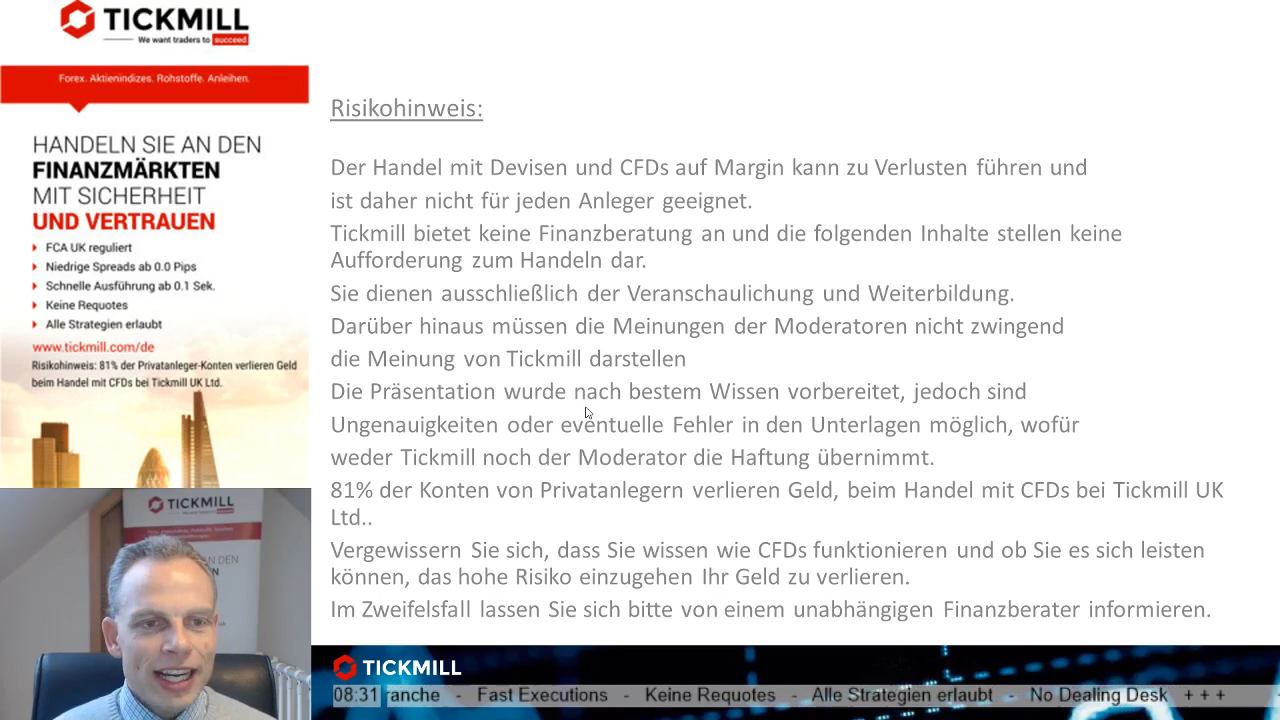 TICKMILL
We want traders to succeed
Forex. Aktienindizes. Rohstoffe. Anleihen.
HANDELN SIE AN DEN
FINANZMÄRKTEN
MIT SICHERHEIT
UND VERTRAUEN
FCA UK reguliert
Niedrige Spreads ab 0.0 Pips
Schnelle Ausführung ab 0.1 Sek.
Keine Requotes
Alle Strategien erlaubt
www.tickmill.com/de
Risikohinweis: 81% der Privatanleger-Konten verlieren Geld
beim Handel mit CFDs bei Tickmill UK Ltd.
Risikohinweis:
Der Handel mit Devisen und CFDs auf Margin kann zu Verlusten führen und
ist daher nicht für jeden Anleger geeignet.
Tickmill bietet keine Finanzberatung an und die folgenden Inhalte stellen keine
Aufforderung zum Handeln dar.
Sie dienen ausschließlich der Veranschaulichung und Weiterbildung.
Darüber hinaus müssen die Meinungen der Moderatoren nicht zwingend
die Meinung von Tickmill darstellen
Die Präsentation wurde nach bestem Wissen vorbereitet, jedoch sind
Ungenauigkeiten oder eventuelle Fehler in den Unterlagen möglich, wofür
weder Tickmill noch der Moderator die Haftung übernimmt.
81% der Konten von Privatanlegern verlieren Geld, beim Handel mit CFDs bei Tickmill UK
Ltd..
Vergewissern Sie sich, dass Sie wissen wie CFDs funktionieren und ob Sie es sich leisten
können, das hohe Risiko einzugehen Ihr Geld zu verlieren.
Im Zweifelsfall lassen Sie sich bitte von einem unabhängigen Finanzberater informieren.
TICKMILL
AN DEN
TICKMILL
08:31 ranche - Fast Executions - Keine Requotes - Alle Strategien erlaubt - No Dealing Desk + + +